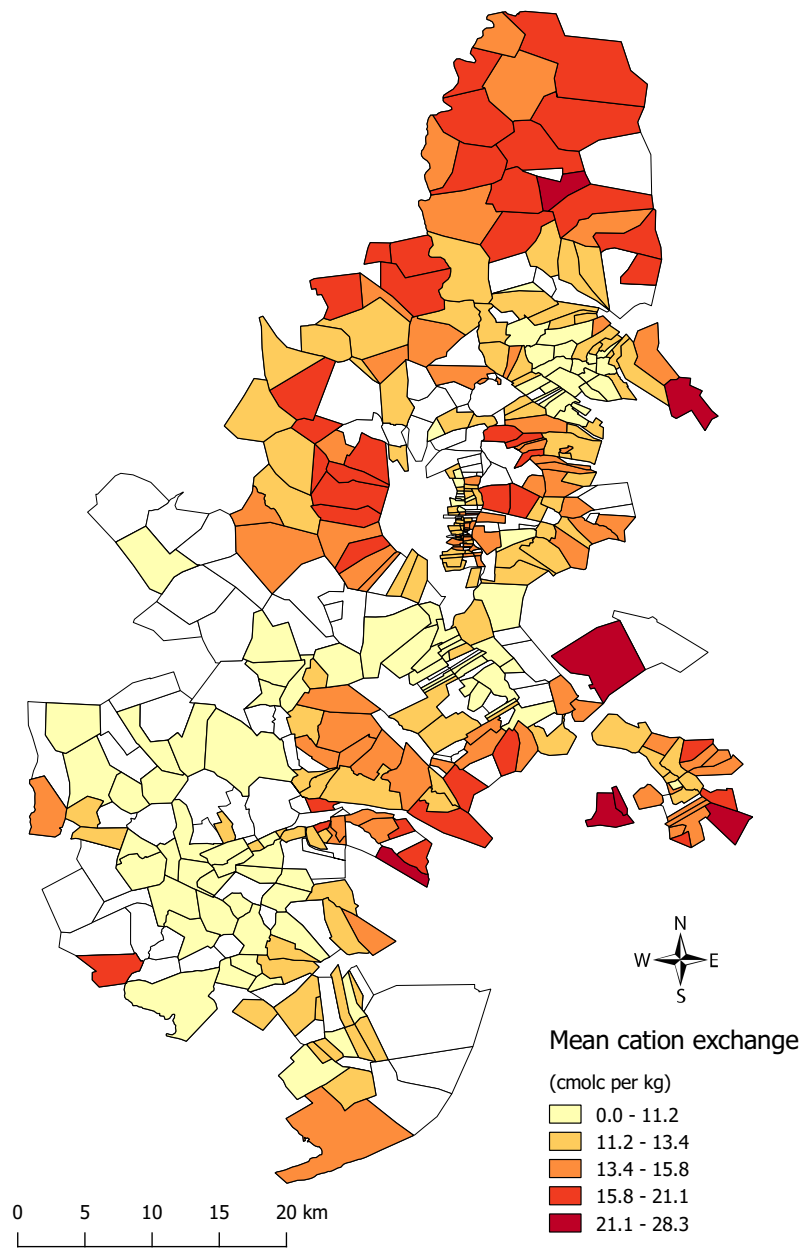 N
W E
S
Mean cation exchange
(cmolc per kg)
0.0 - 11.2
11.2 - 13.4
13.4 - 15.8
15.8 - 21.1
21.1 - 28.3
0 5 10 15 20 km